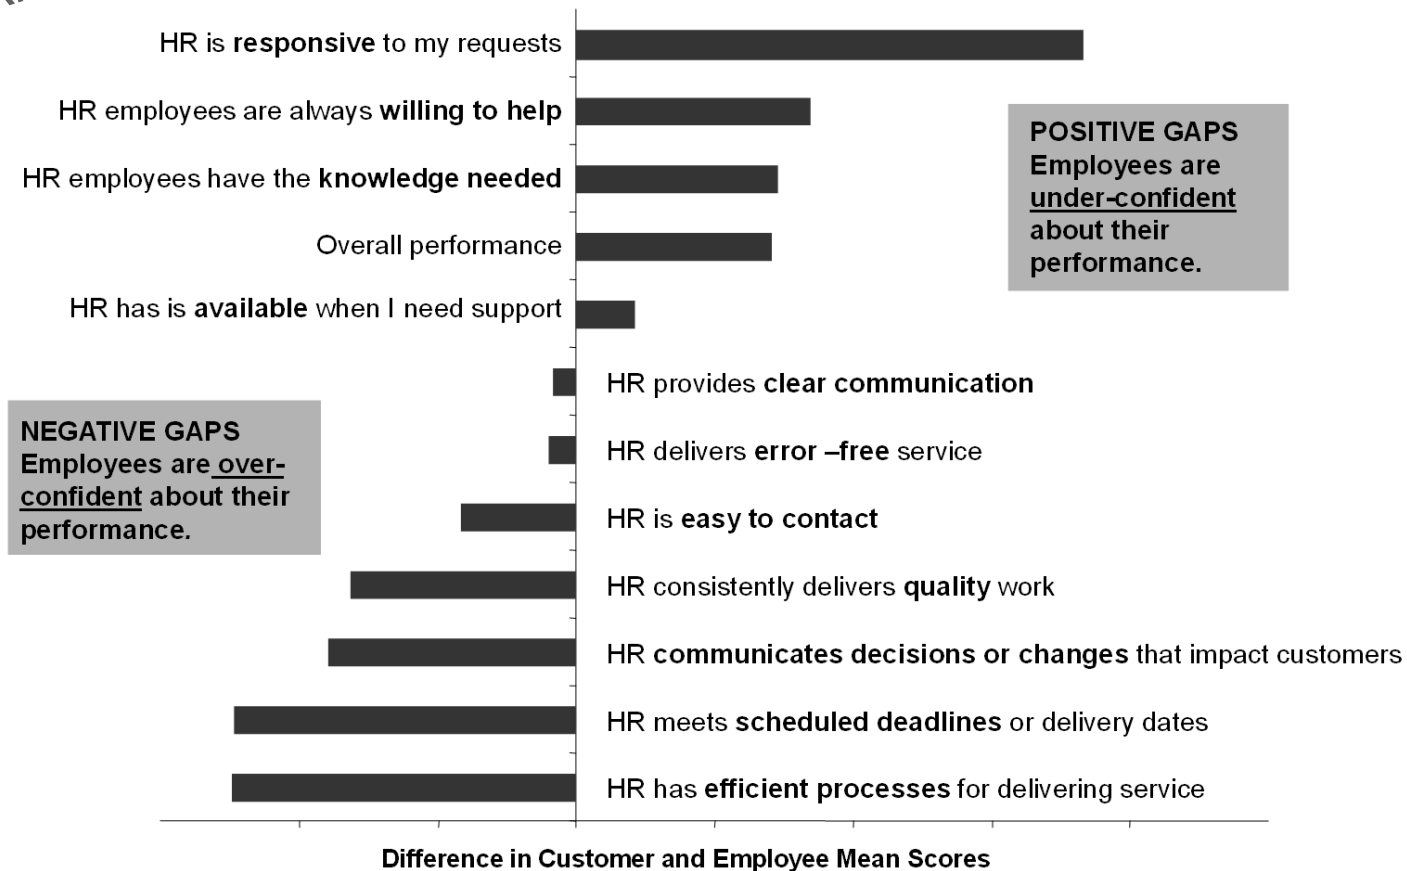 HR is responsive to my requests
HR employees are always willing to help
HR employees have the knowledge needed
Overall performance
HR has is available when I need support
POSITIVE GAPS
Employees are
under-confident
about their
performance.
HR provides clear communication
HR delivers error –free service
HR is easy to contact
HR consistently delivers quality work
HR communicates decisions or changes that impact customers
HR meets scheduled deadlines or delivery dates
HR has efficient processes for delivering service
NEGATIVE GAPS
Employees are over-
confident about their
performance.
Difference in Customer and Employee Mean Scores